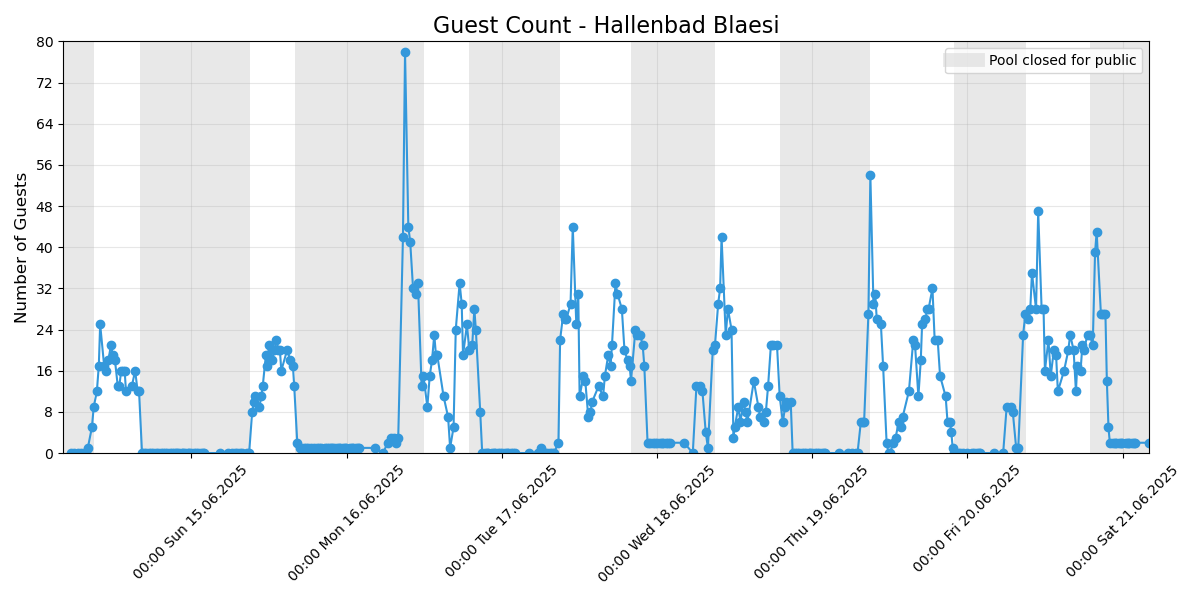 Guest Count - Hallenbad Blaesi
Pool closed for public
Number of Guests
80
72
64
56
48
40
32
24
16
8
0
00:00 Sun 15.06.2025
00:00 Mon 16.06.2025
00:00 Tue 17.06.2025
00:00 Wed 18.06.2025
00:00 Thu 19.06.2025
00:00 Fri 20.06.2025
00:00 Sat 21.06.2025